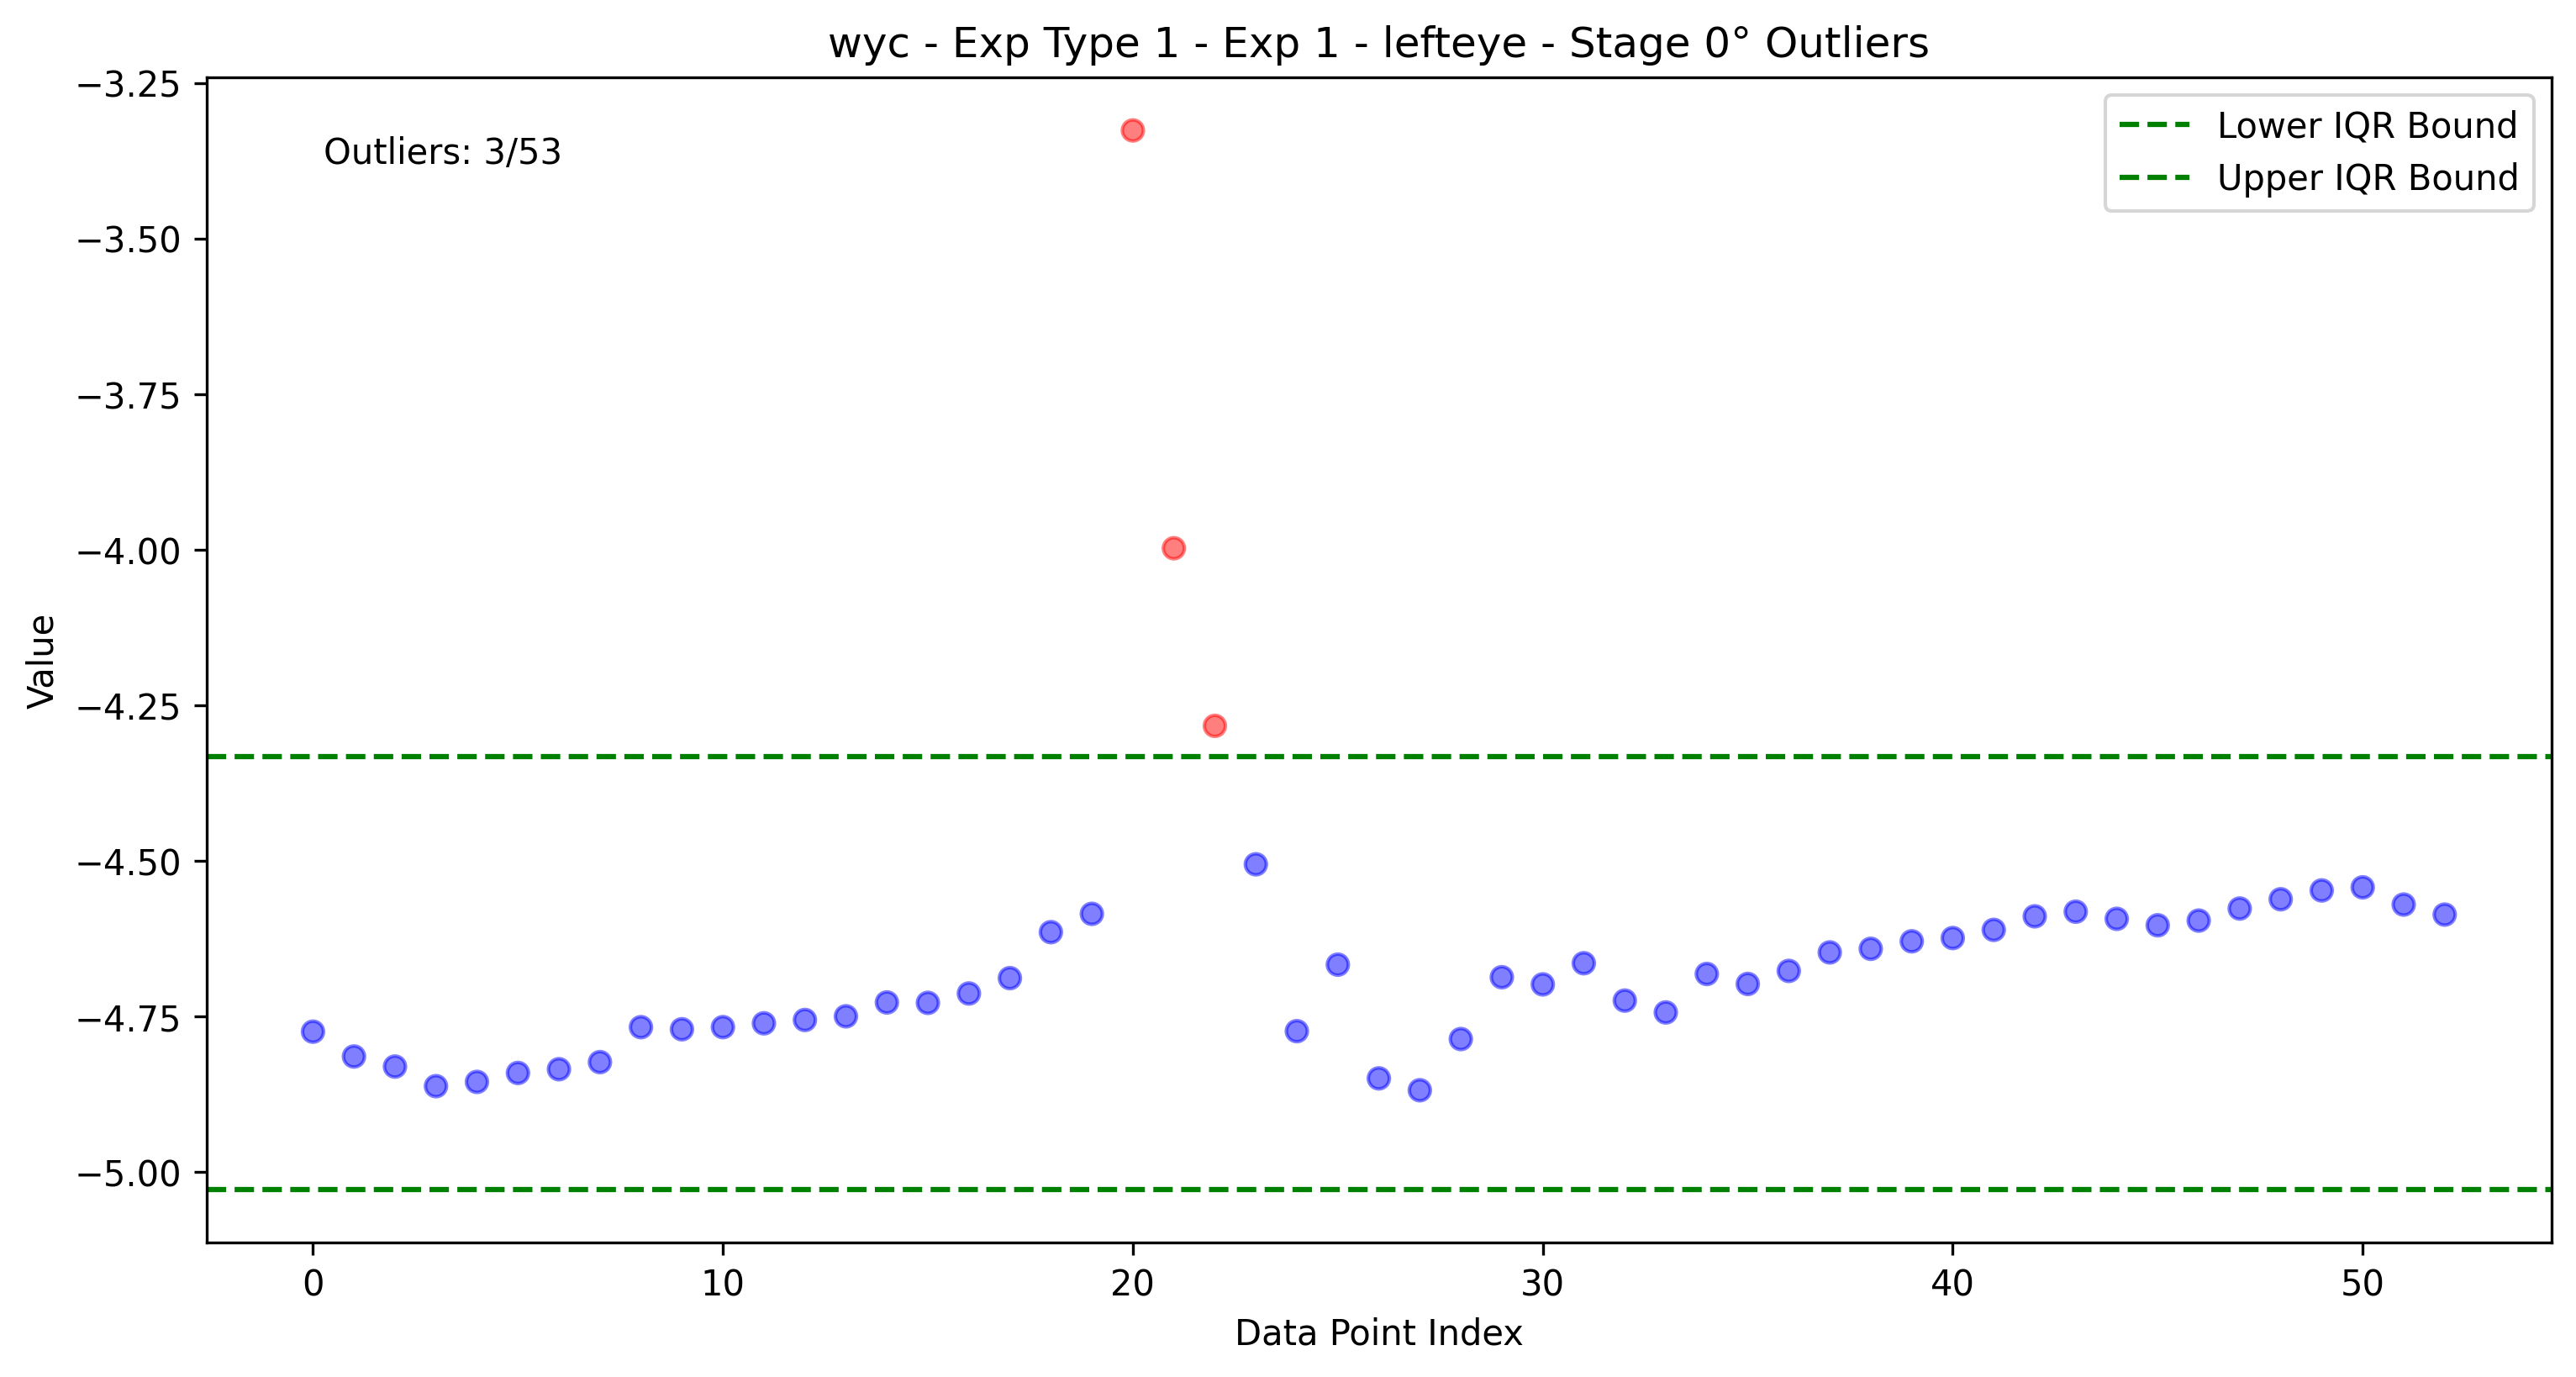 wyc - Exp Type 1 - Exp 1 - lefteye - Stage 0° Outliers
Outliers: 3/53
Lower IQR Bound
Upper IQR Bound
−3.25
−3.50
−3.75
−4.00
−4.25
−4.50
−4.75
−5.00
Value
0 10 20 30 40 50
Data Point Index